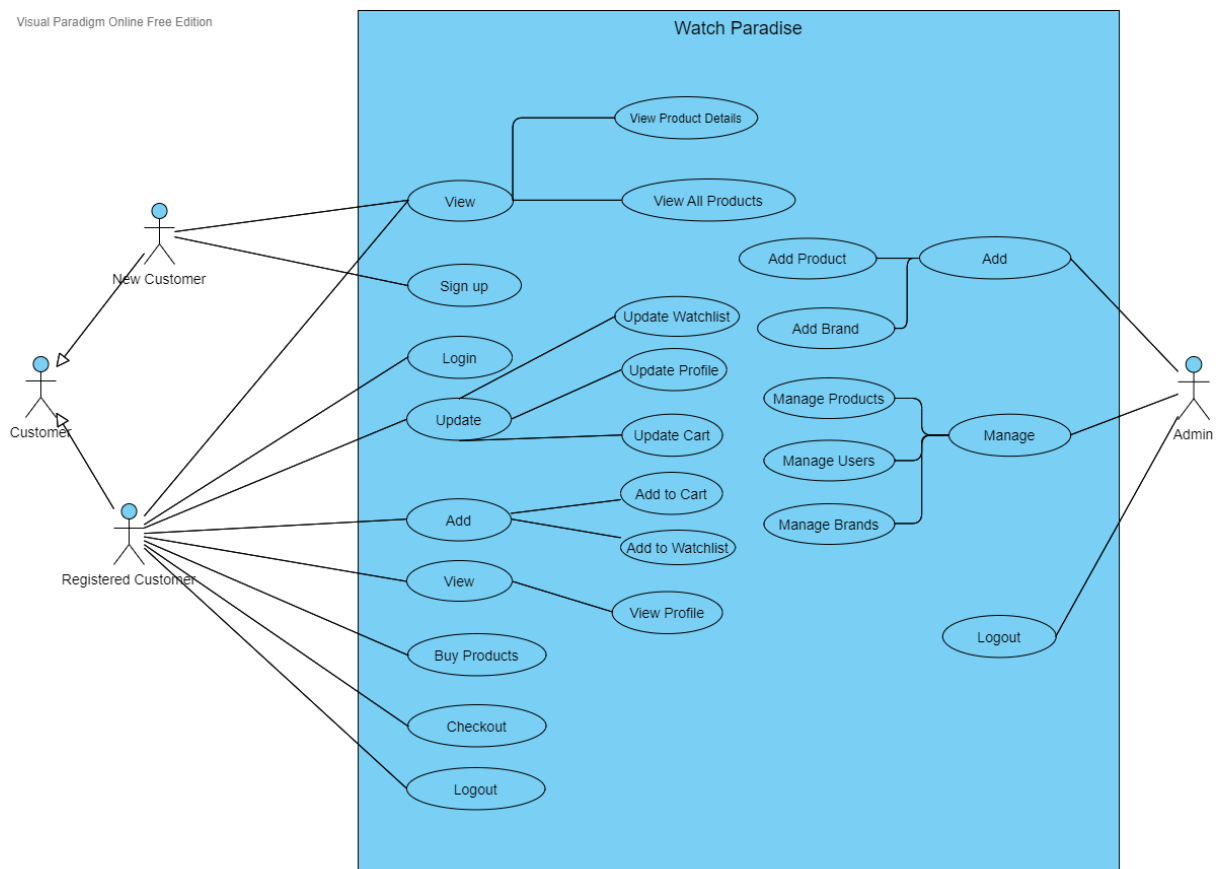 Visual Paradigm Online Free Edition
Watch Paradise
View Product Details
View
View All Products
New Customer
Sign up
Add Product
Add
Add Brand
Update Watchlist
Login
Update Profile
Customer
Update
Update Cart
Manage Products
Manage
Admin
Manage Users
Manage Brands
Add to Cart
Add
Add to Watchlist
Registered Customer
View
View Profile
Buy Products
Logout
Checkout
Logout